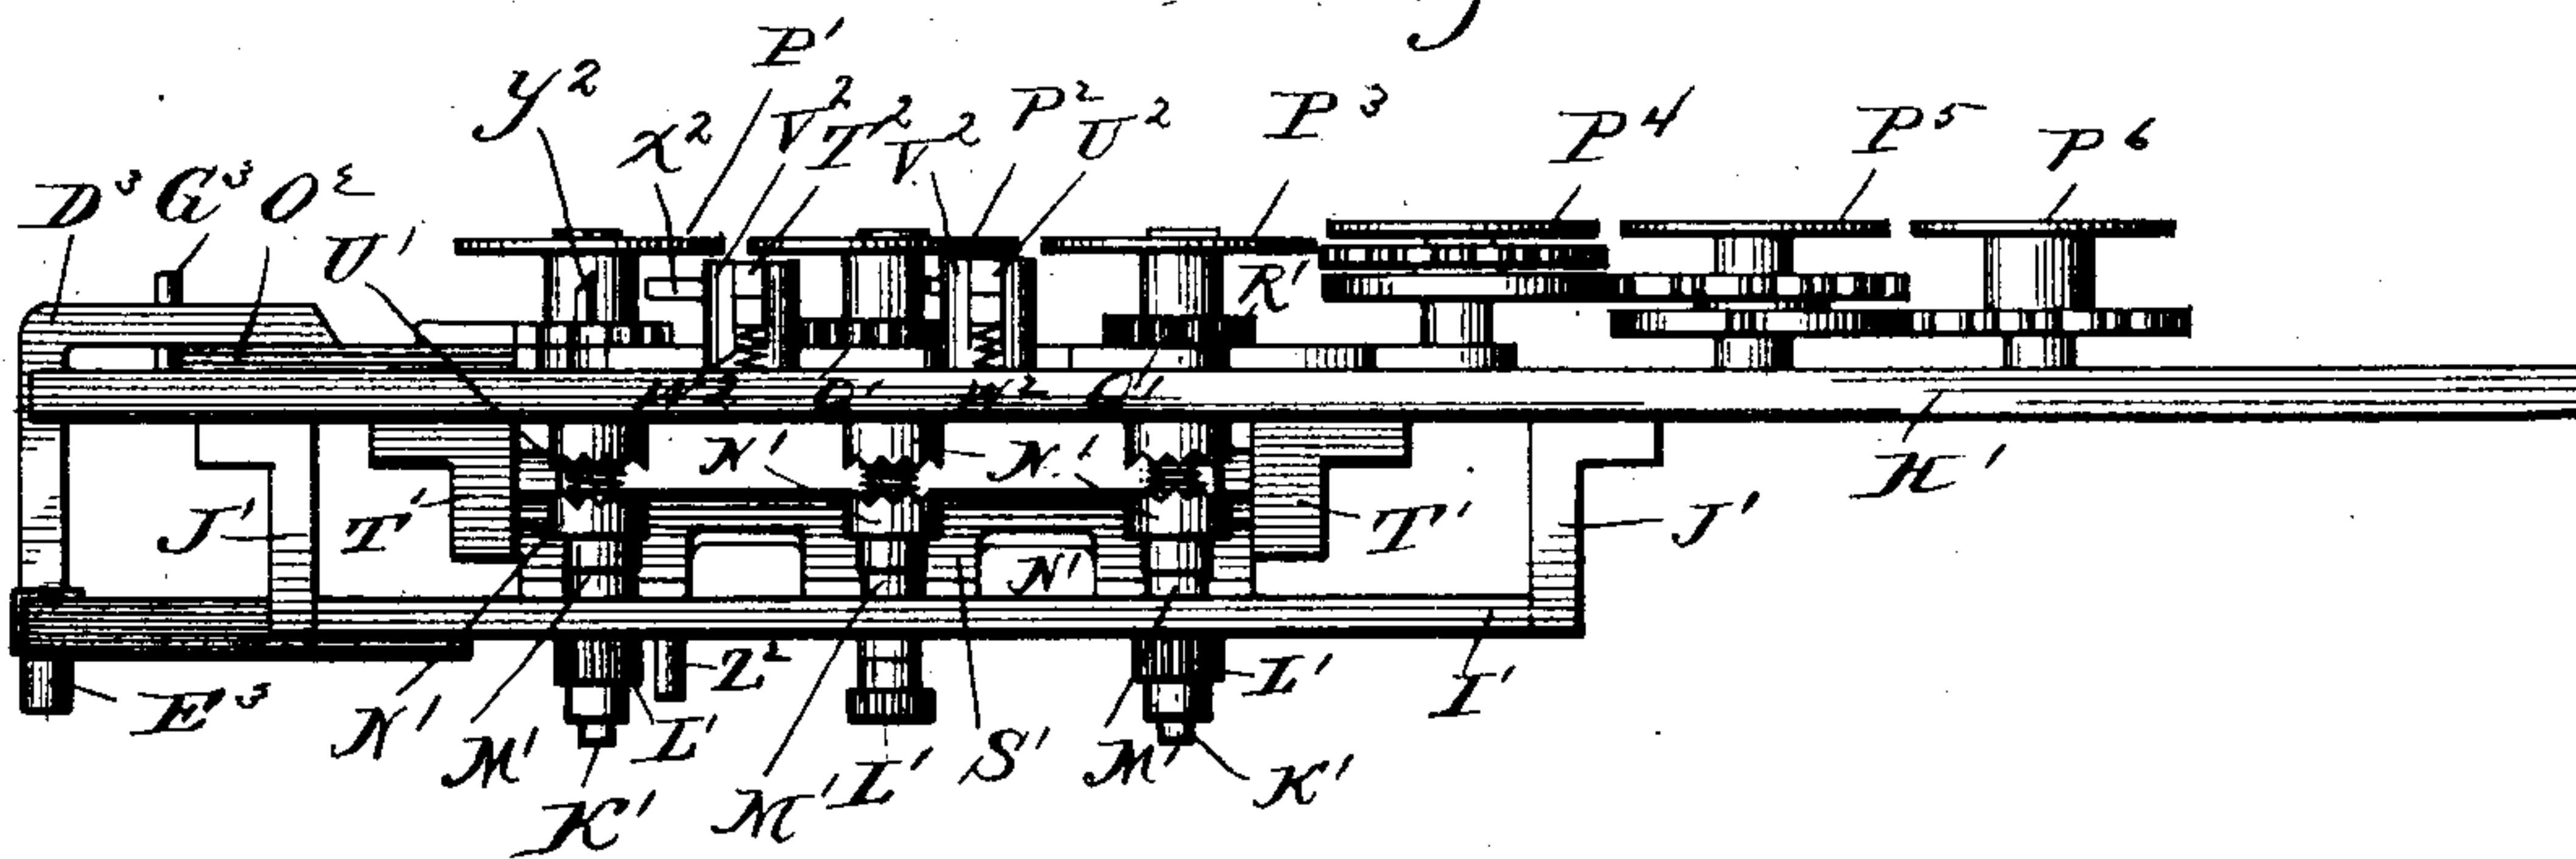 P'
Y² X² V² T² V² P² U² P³ P⁴ P⁵ P⁶
D³ G³ O² U' R'
W² Q' W² Q'
N' N' H'
J' T' N' T' J'
E³ N' M' L' Z² M' L' S' M' L' I'
K' K'